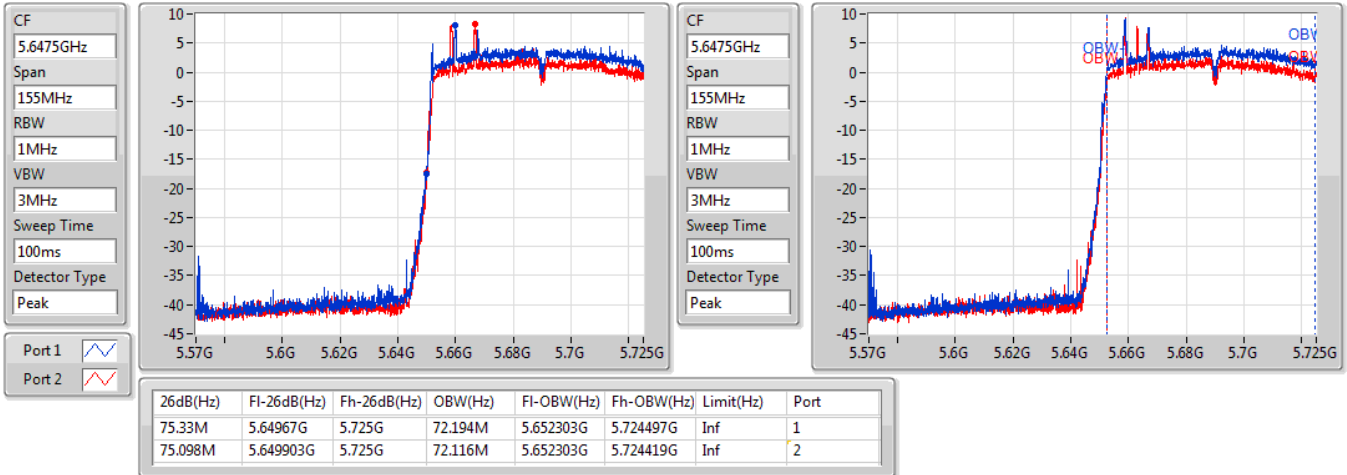 CF
5.6475GHz
Span
155MHz
RBW
1MHz
VBW
3MHz
Sweep Time
100ms
Detector Type
Peak
Port 1
Port 2
10
5
0
-5
-10
-15
-20
-25
-30
-35
-40
-45
5.57G 5.6G 5.62G 5.64G 5.66G 5.68G 5.7G 5.725G
CF
5.6475GHz
Span
155MHz
RBW
1MHz
VBW
3MHz
Sweep Time
100ms
Detector Type
Peak
10
5
0
-5
-10
-15
-20
-25
-30
-35
-40
-45
OBW
OBW
OBV
OBV
5.57G 5.6G 5.62G 5.64G 5.66G 5.68G 5.7G 5.725G
26dB(Hz) Fl-26dB(Hz) Fh-26dB(Hz) OBW(Hz) Fl-OBW(Hz) Fh-OBW(Hz) Limit(Hz) Port
75.33M 5.64967G 5.725G 72.194M 5.652303G 5.724497G Inf 1
75.098M 5.649903G 5.725G 72.116M 5.652303G 5.724419G Inf 2